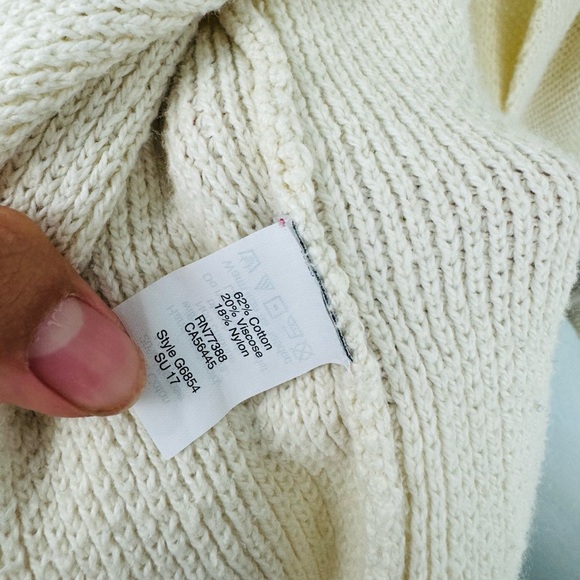 62% Cotton
20% Viscose
18% Nylon
RN77388
CA56445
Style G6854
SU 17